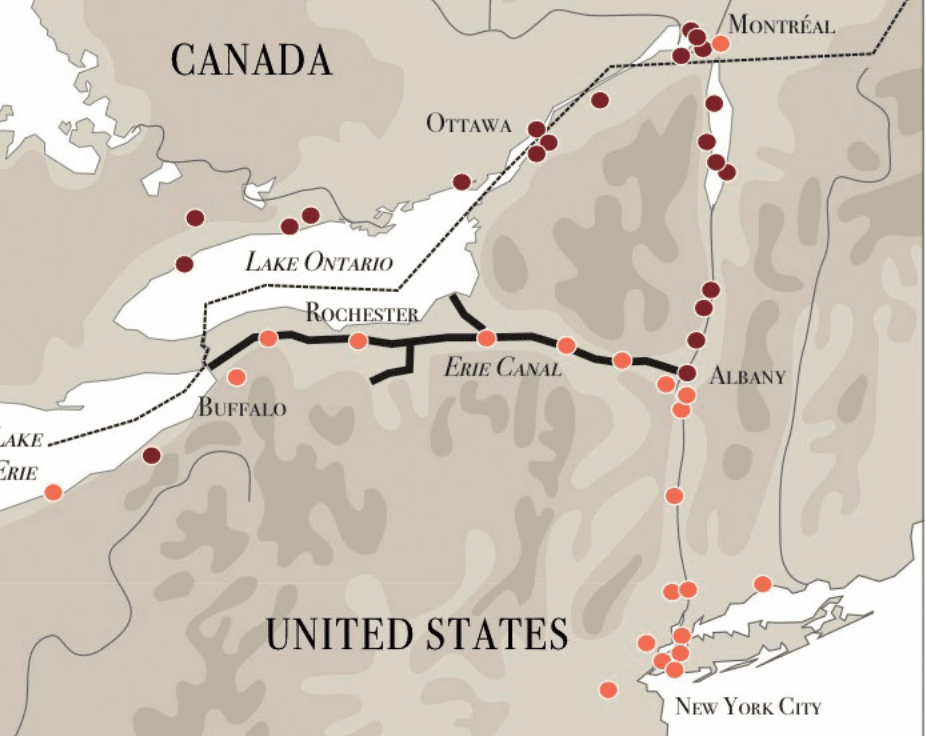 MONTRÉAL
CANADA
OTTAWA
LAKE ONTARIO
ROCHESTER
ERIE CANAL
ALBANY
BUFFALO
LAKE
ERIE
UNITED STATES
NEW YORK CITY